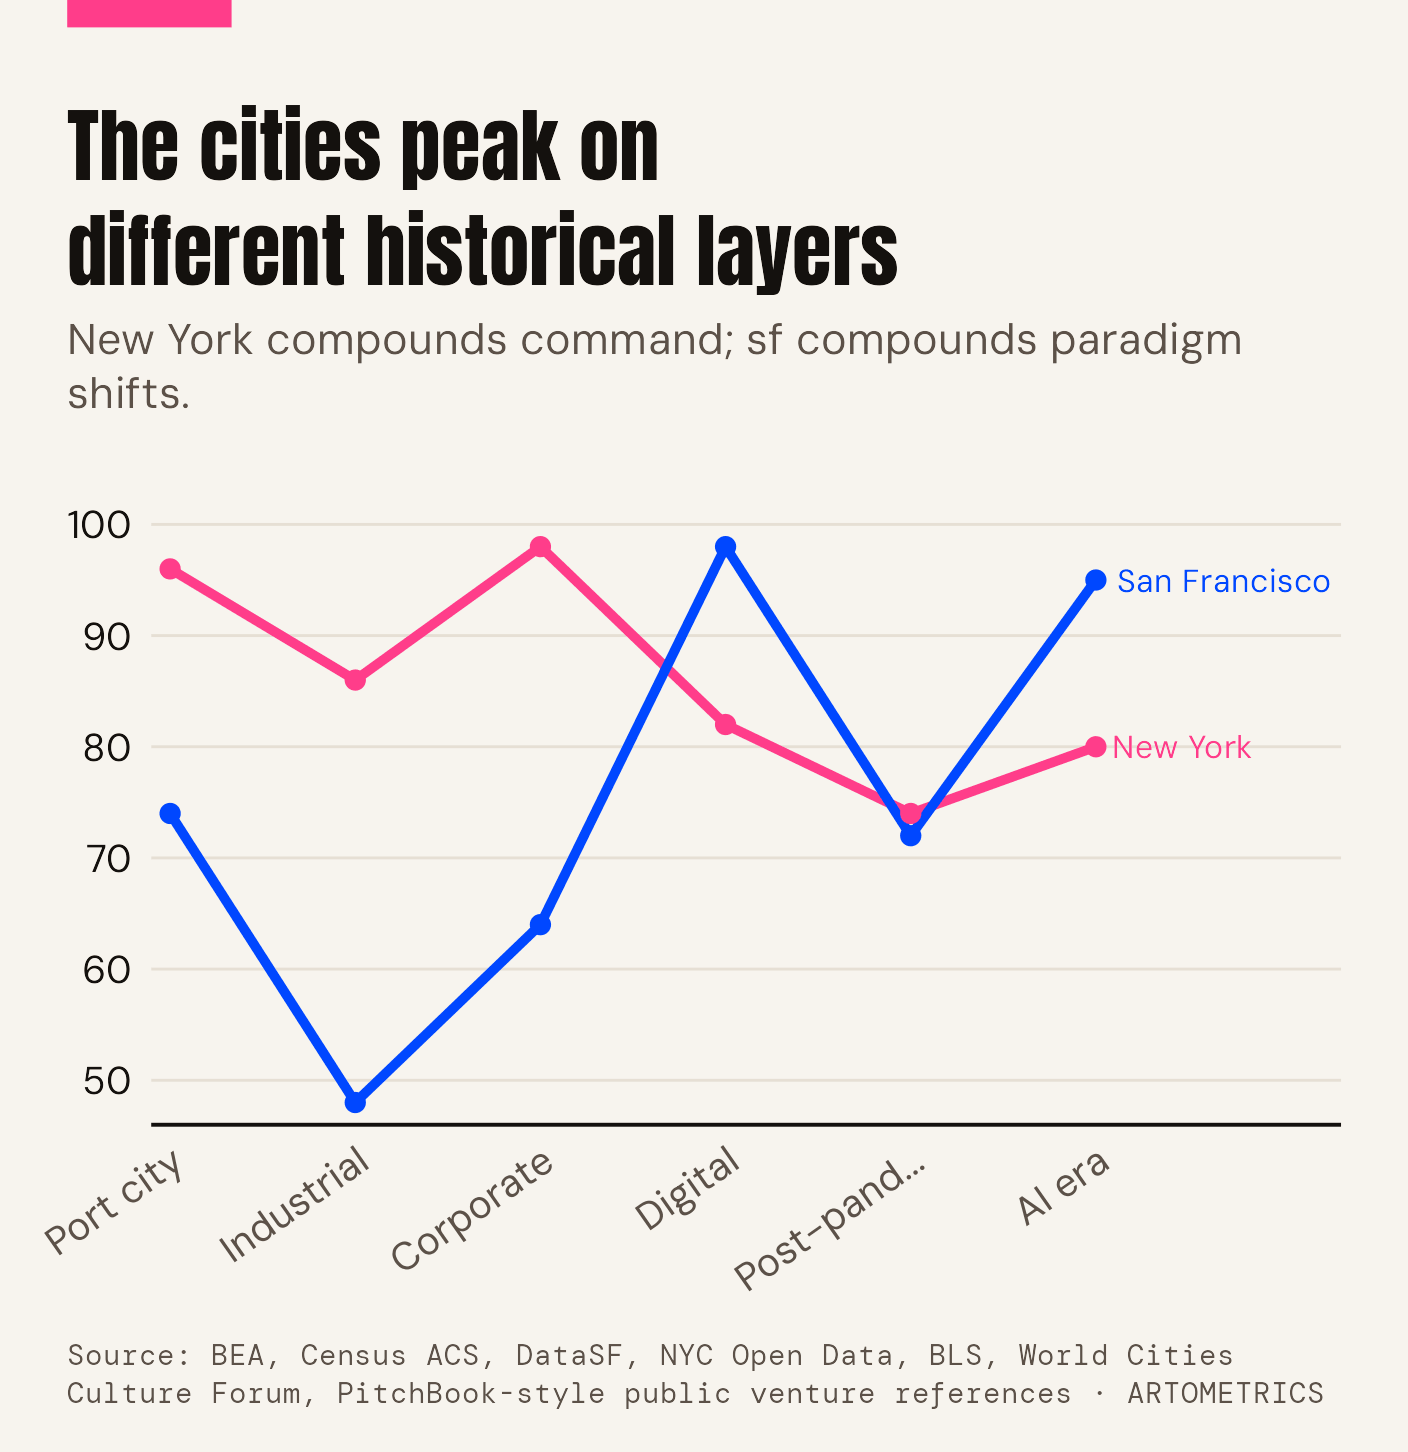 The cities peak on
different historical layers
New York compounds command; sf compounds paradigm
shifts.
100
90
80
70
60
50
San Francisco
New York
Port city
Industrial
Corporate
Digital
Post-pand...
AI era
Source: BEA, Census ACS, DataSF, NYC Open Data, BLS, World Cities
Culture Forum, PitchBook-style public venture references · ARTOMETRICS